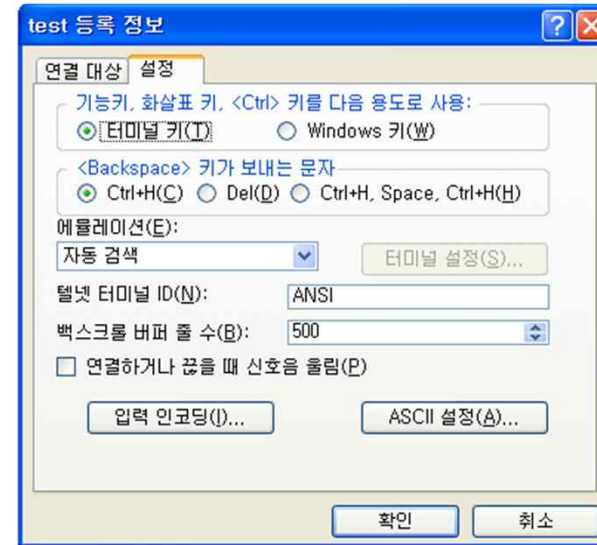 test 등록 정보
연결 대상 설정
기능키, 화살표 키, <Ctrl> 키를 다음 용도로 사용:
터미널 키(T) Windows 키(W)
<Backspace> 키가 보내는 문자
Ctrl+H(C) Del(D) Ctrl+H, Space, Ctrl+H(H)
에뮬레이션(E):
자동 검색 터미널 설정(S)...
텔넷 터미널 ID(N): ANSI
백스크롤 버퍼 줄 수(B): 500
연결하거나 끊을 때 신호음 울림(P)
입력 인코딩(I)... ASCII 설정(A)...
확인 취소